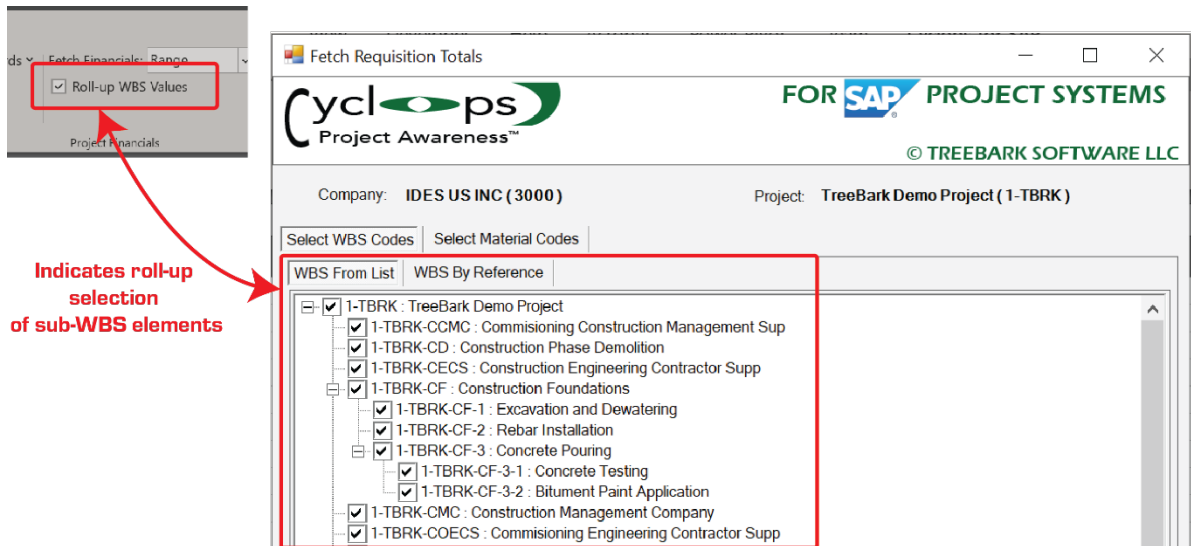 ds
Fetch Financials: Range
Roll-up WBS Values
Project Financials
Indicates roll-up
selection
of sub-WBS elements
Fetch Requisition Totals
Cyclops
Project Awareness™
FOR SAP® PROJECT SYSTEMS
© TREEBARK SOFTWARE LLC
Company: IDES US INC ( 3000 )
Project: TreeBark Demo Project ( 1-TBRK )
Select WBS Codes Select Material Codes
WBS From List WBS By Reference
1-TBRK : TreeBark Demo Project
1-TBRK-CCMC : Commisioning Construction Management Sup
1-TBRK-CD : Construction Phase Demolition
1-TBRK-CECS : Construction Engineering Contractor Supp
1-TBRK-CF : Construction Foundations
1-TBRK-CF-1 : Excavation and Dewatering
1-TBRK-CF-2 : Rebar Installation
1-TBRK-CF-3 : Concrete Pouring
1-TBRK-CF-3-1 : Concrete Testing
1-TBRK-CF-3-2 : Bitument Paint Application
1-TBRK-CMC : Construction Management Company
1-TBRK-COECS : Commisioning Engineering Contractor Supp